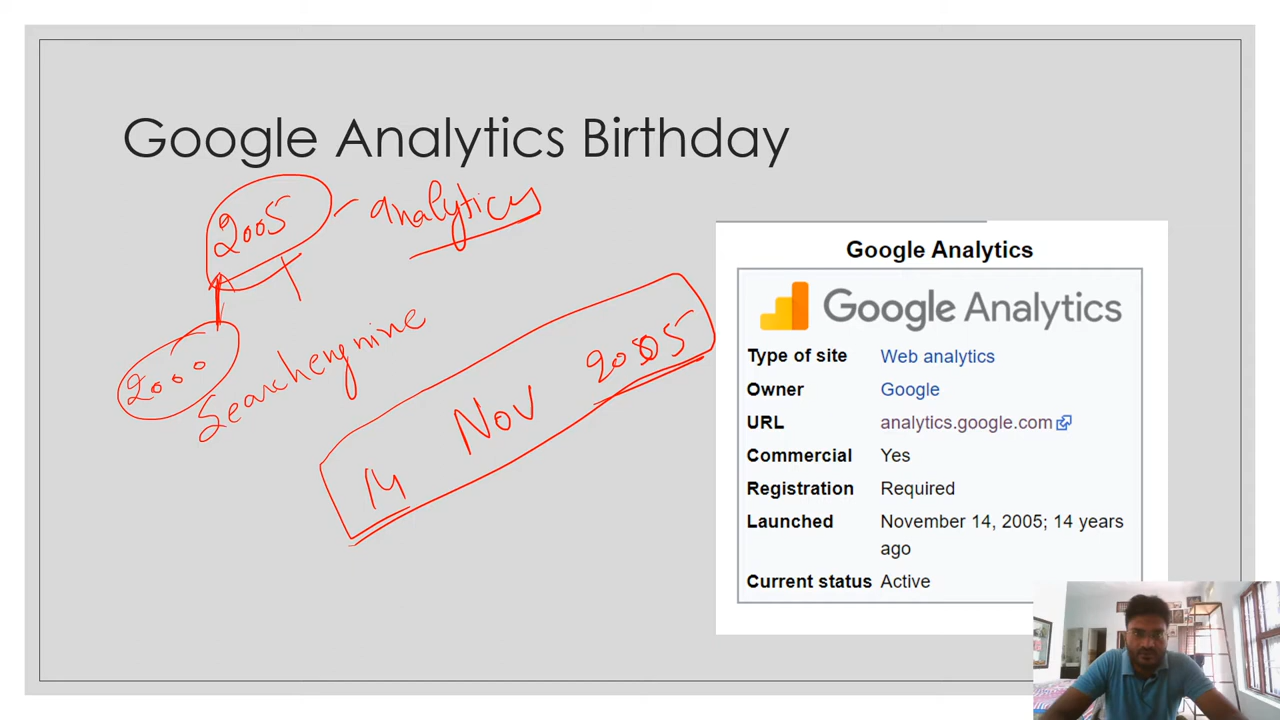 Google Analytics Birthday
2005 - Analytics
2000 Searchengnine
14 Nov 2005
Google Analytics
Google Analytics
Type of site Web analytics
Owner Google
URL analytics.google.com
Commercial Yes
Registration Required
Launched November 14, 2005; 14 years
ago
Current status Active